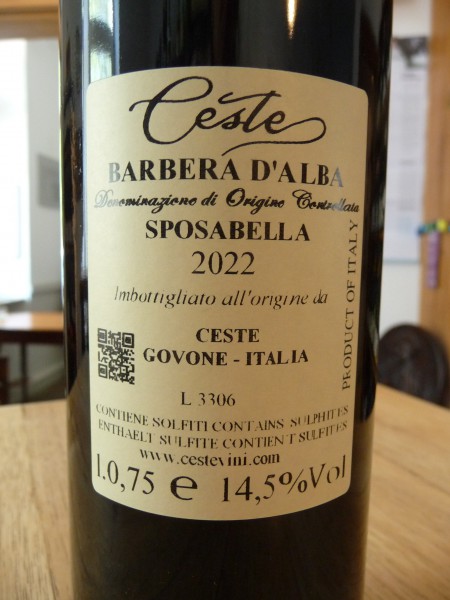 Ceste
BARBERA D'ALBA
Denominazione di Origine Controllata
SPOSABELLA
2022
Imbottigliato all'origine da
CESTE
GOVONE - ITALIA
PRODUCT OF ITALY
L 3306
CONTIENE SOLFITI CONTAINS SULPHITES
ENTHAELT SULFITE CONTIENT SULFITES
www.cestevini.com
l.0,75 e 14,5%Vol